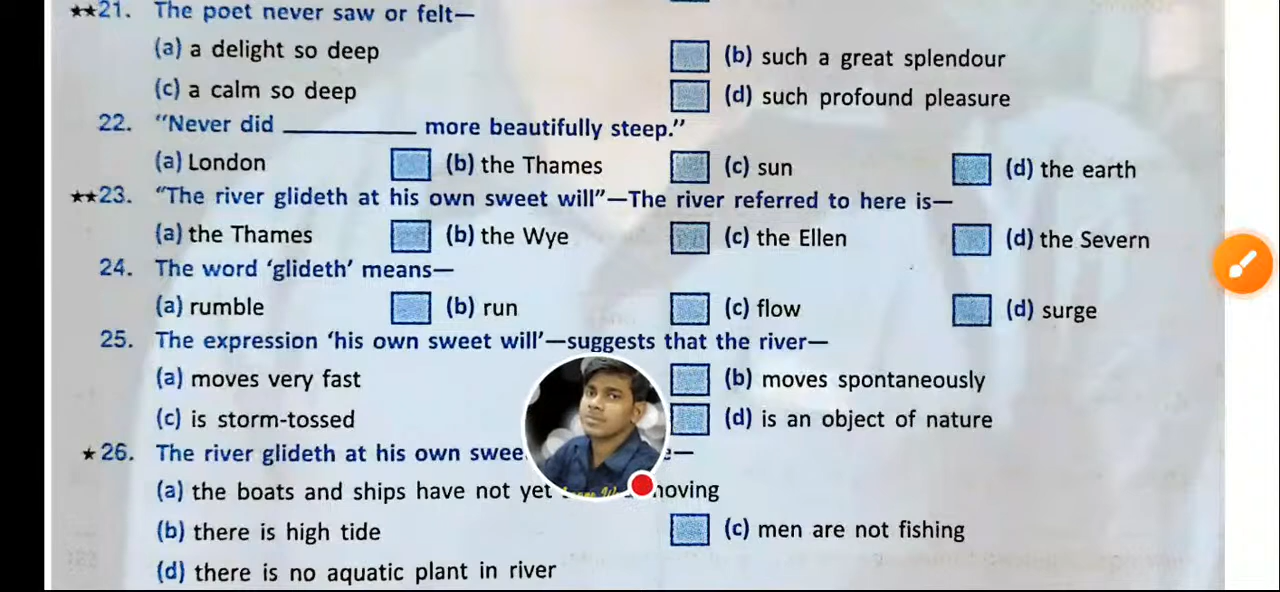 ★★21. The poet never saw or felt—
(a) a delight so deep (b) such a great splendour
(c) a calm so deep (d) such profound pleasure
22. “Never did __________ more beautifully steep.”
(a) London (b) the Thames (c) sun (d) the earth
★★23. “The river glideth at his own sweet will”—The river referred to here is—
(a) the Thames (b) the Wye (c) the Ellen (d) the Severn
24. The word ‘glideth’ means—
(a) rumble (b) run (c) flow (d) surge
25. The expression ‘his own sweet will’—suggests that the river—
(a) moves very fast (b) moves spontaneously
(c) is storm-tossed (d) is an object of nature
★26. The river glideth at his own
(a) the boats and ships have not yet
(b) there is high tide (c) men are not fishing
(d) there is no aquatic plant in river